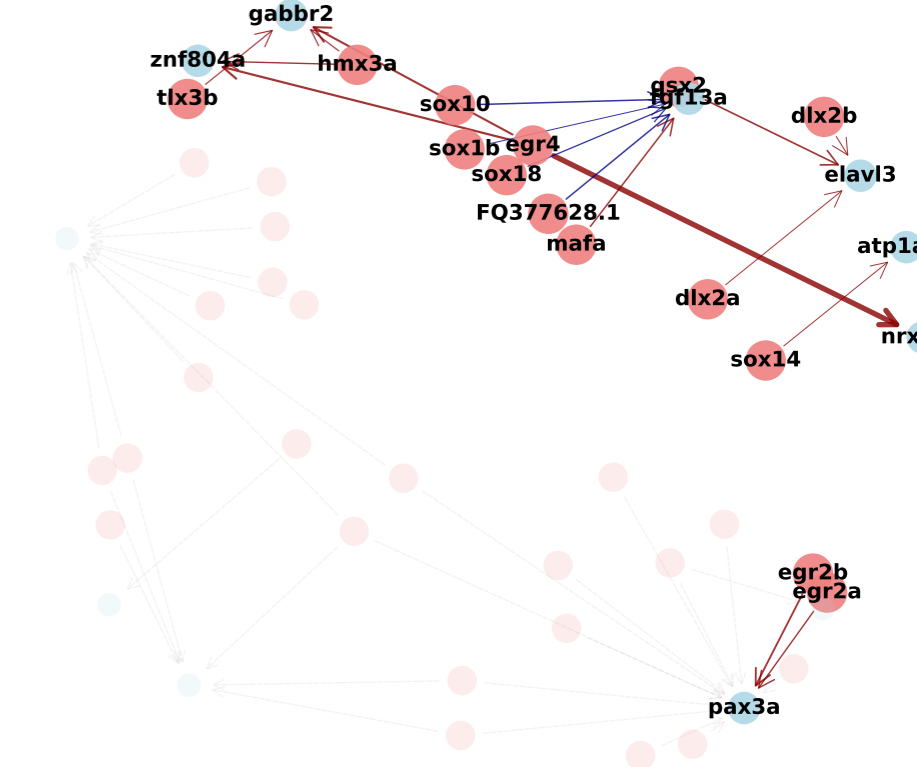 gabbr2
znf804a
hmx3a
tlx3b
sox10
gsx2
fgf13a
dlx2b
sox1b
egr4
sox18
elavl3
FQ377628.1
mafa
atp1a
dlx2a
nrx
sox14
egr2b
egr2a
pax3a